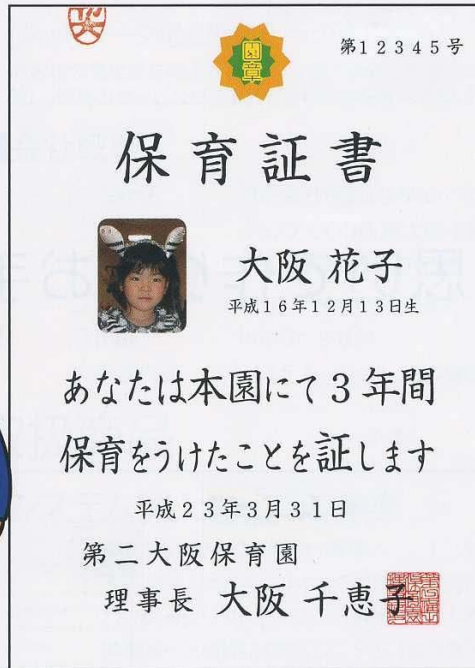 第12345号
園章
保育証書
大阪 花子
平成16年12月13日生
あなたは本園にて3年間
保育をうけたことを証します
平成23年3月31日
第二大阪保育園
理事長 大阪 千恵子